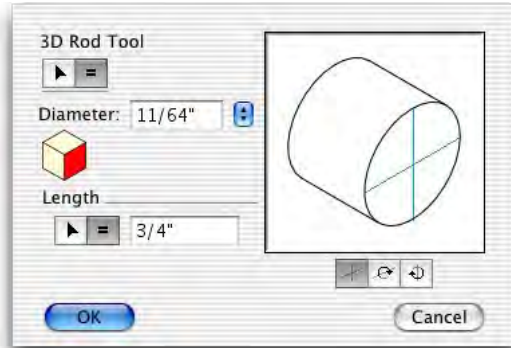 3D Rod Tool
=
Diameter: 11/64"
Length
= 3/4"
OK Cancel